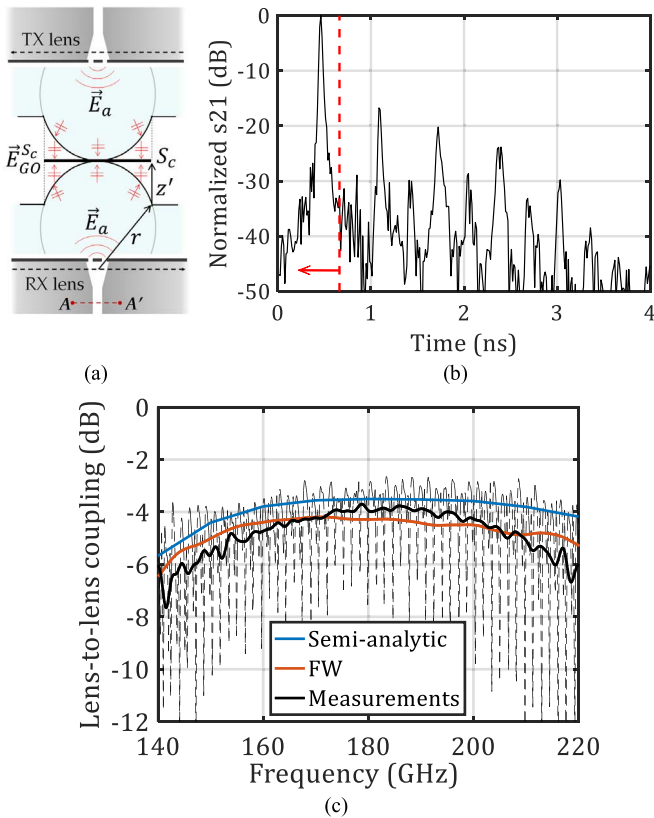 TX lens
E⃗a
E⃗GO^Sc
Sc
z'
E⃗a
r
RX lens
A
A'
(a)
Normalized s21 (dB)
0
-10
-20
-30
-40
-50
0
1
2
3
4
Time (ns)
(b)
Lens-to-lens coupling (dB)
0
-2
-4
-6
-8
-10
-12
Semi-analytic
FW
Measurements
140
160
180
200
220
Frequency (GHz)
(c)